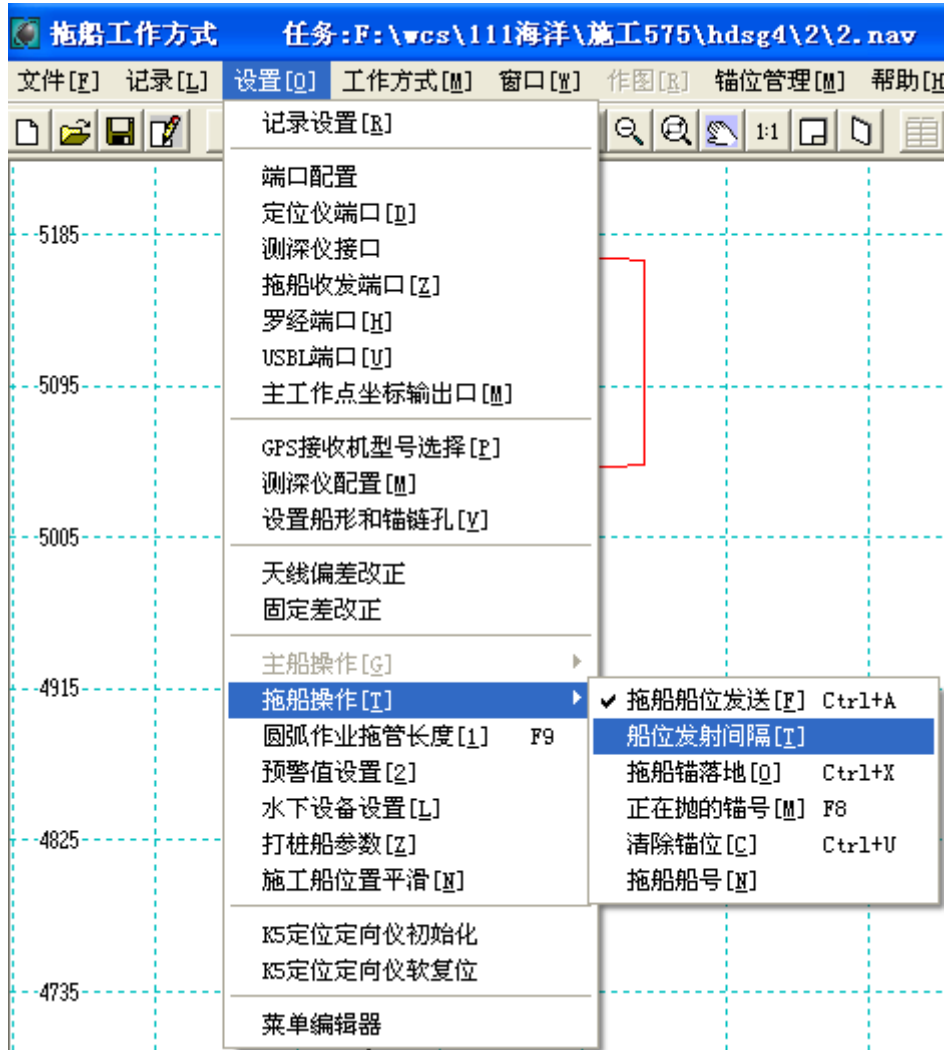 拖船工作方式 任务:F:\wcs\111海洋\施工575\hdsg4\2\2.nav
文件[F] 记录[L] 设置[O] 工作方式[M] 窗口[W] 作图[R] 锚位管理[M] 帮助[H
1:1
记录设置[R]
端口配置
定位仪端口[D]
测深仪接口
拖船收发端口[Z]
罗经端口[H]
USBL端口[U]
主工作点坐标输出口[M]
GPS接收机型号选择[P]
测深仪配置[M]
设置船形和锚链孔[V]
天线偏差改正
固定差改正
主船操作[G]
拖船操作[T]
圆弧作业拖管长度[1] F9
预警值设置[2]
水下设备设置[L]
打桩船参数[Z]
施工船位置平滑[N]
K5定位定向仪初始化
K5定位定向仪软复位
菜单编辑器
拖船船位发送[F] Ctrl+A
船位发射间隔[T]
拖船锚落地[O] Ctrl+X
正在抛的锚号[M] F8
清除锚位[C] Ctrl+U
拖船船号[N]
5185
5095
5005
4915
4825
4735